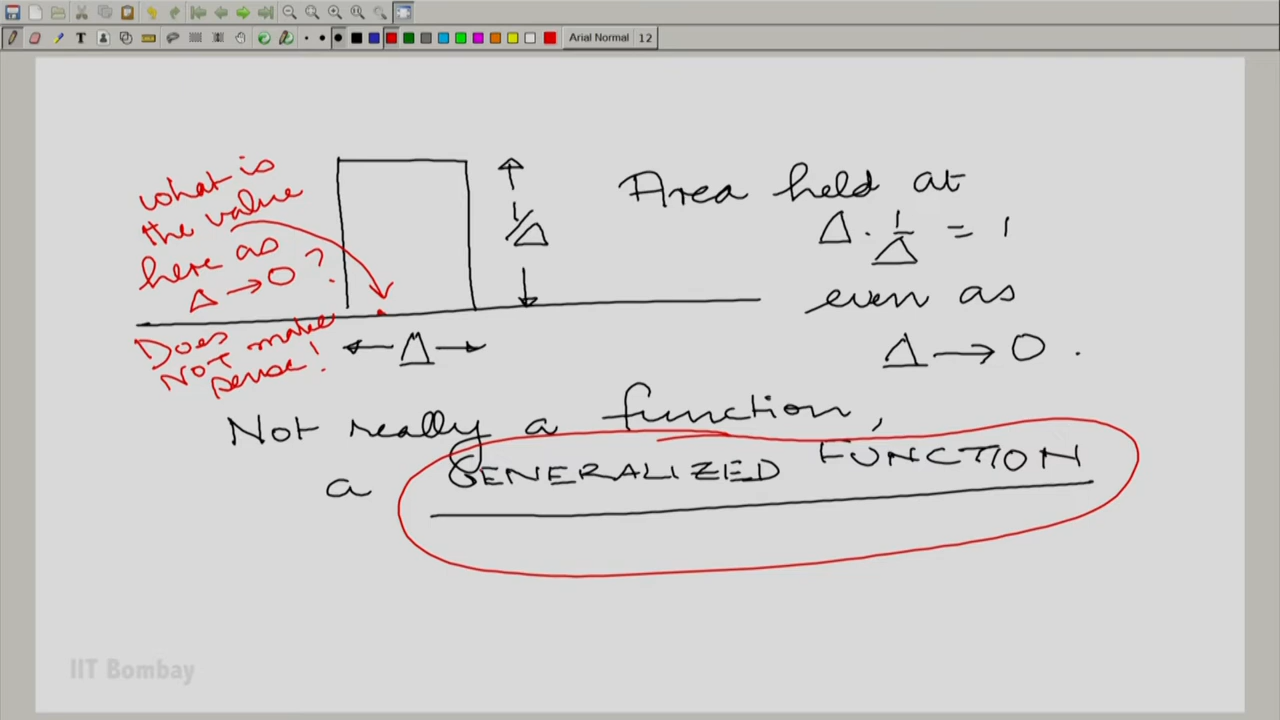 Arial Normal 12
what is
the value
here as
Δ → 0 ?
Does
NOT make
sense!
1/Δ
← Δ →
Area held at
Δ · 1/Δ = 1
even as
Δ → 0 .
Not really a function,
a GENERALIZED FUNCTION
IIT Bombay